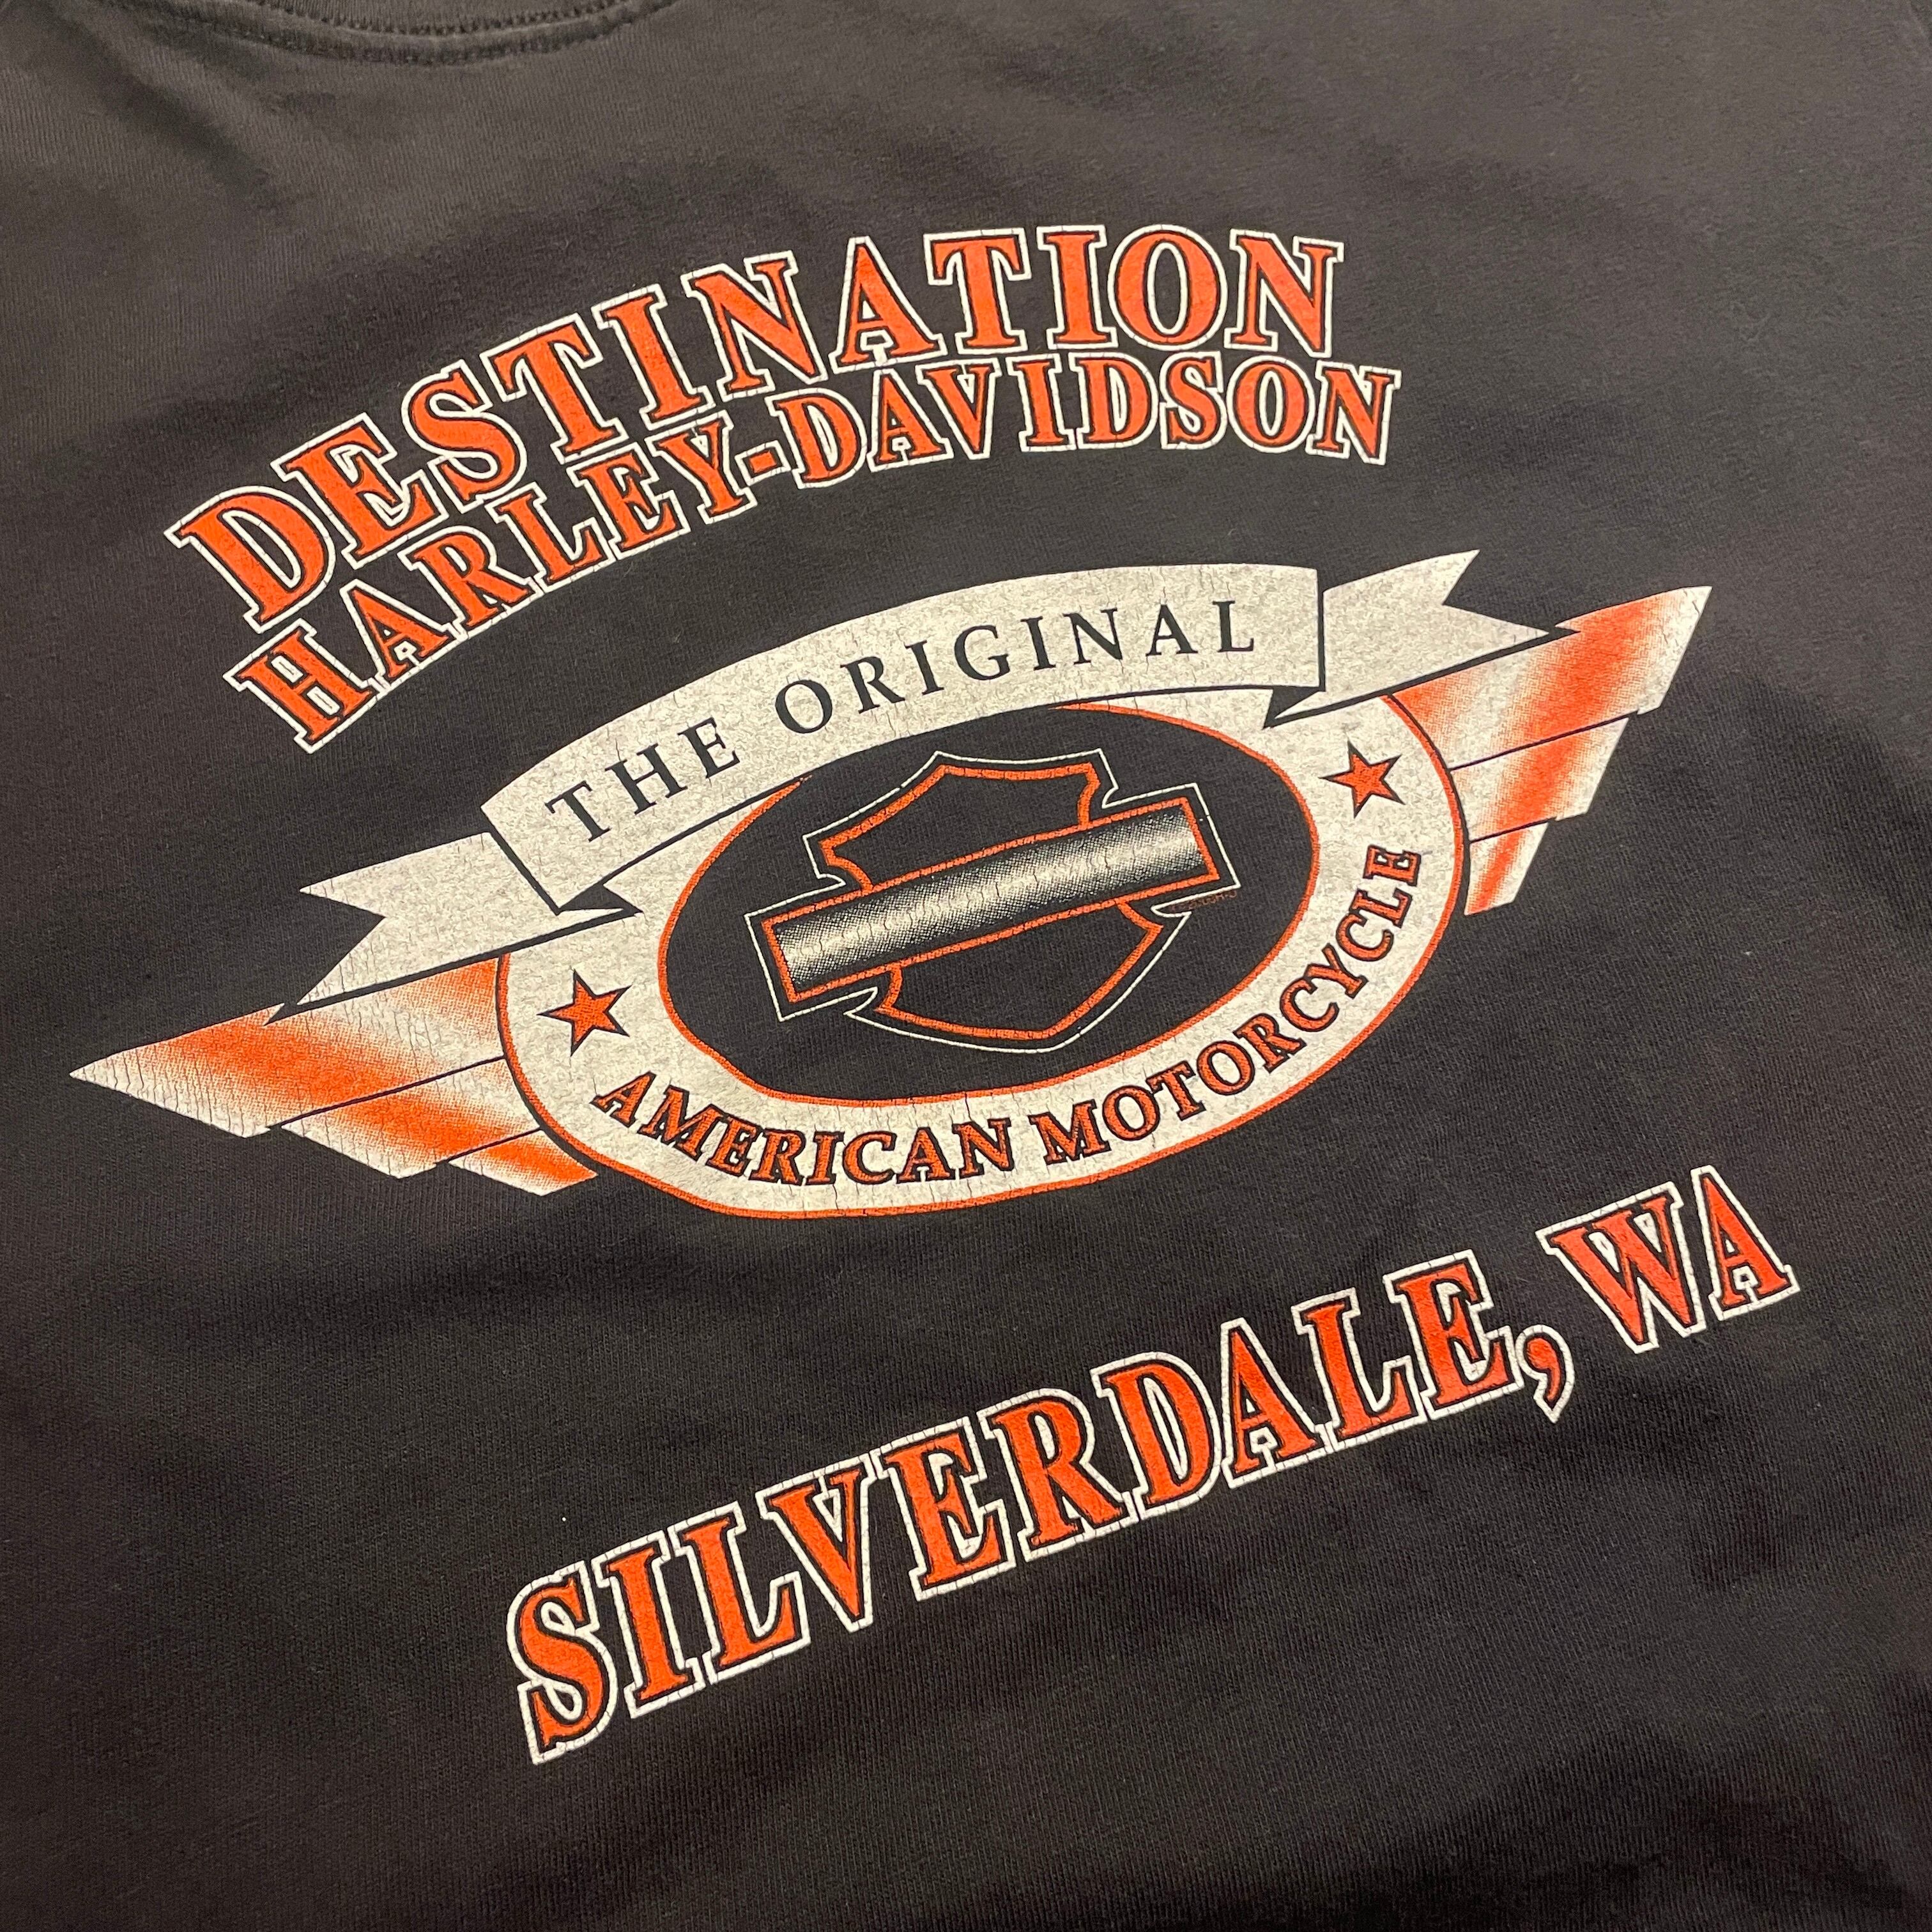 DESTINATION
HARLEY-DAVIDSON
THE ORIGINAL
AMERICAN MOTORCYCLE
SILVERDALE, WA